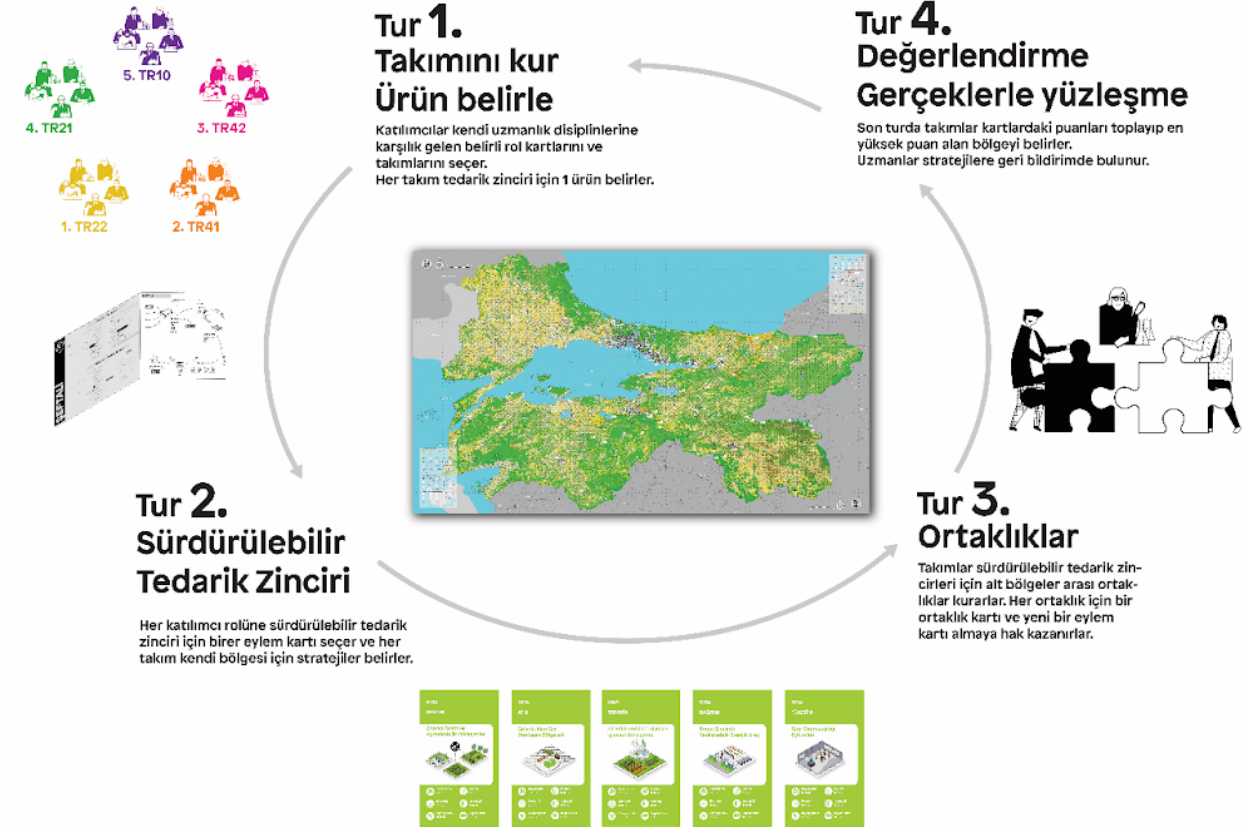 5. TR10
4. TR21
3. TR42
1. TR22
2. TR41
Tur 1.
Takımını kur
Ürün belirle
Katılımcılar kendi uzmanlık disiplinlerine
karşılık gelen belirli rol kartlarını ve
takımlarını seçer.
Her takım tedarik zinciri için 1 ürün belirler.
Tur 4.
Değerlendirme
Gerçeklerle yüzleşme
Son turda takımlar kartlardaki puanları toplayıp en
yüksek puan alan bölgeyi belirler.
Uzmanlar stratejilere geri bildirimde bulunur.
Tur 2.
Sürdürülebilir
Tedarik Zinciri
Her katılımcı rolüne sürdürülebilir tedarik
zinciri için birer eylem kartı seçer ve her
takım kendi bölgesi için stratejiler belirler.
Tur 3.
Ortaklıklar
Takımlar sürdürülebilir tedarik zin-
cirleri için alt bölgeler arası ortak-
lıklar kurarlar. Her ortaklık için bir
ortaklık kartı ve yeni bir eylem
kartı almaya hak kazanırlar.